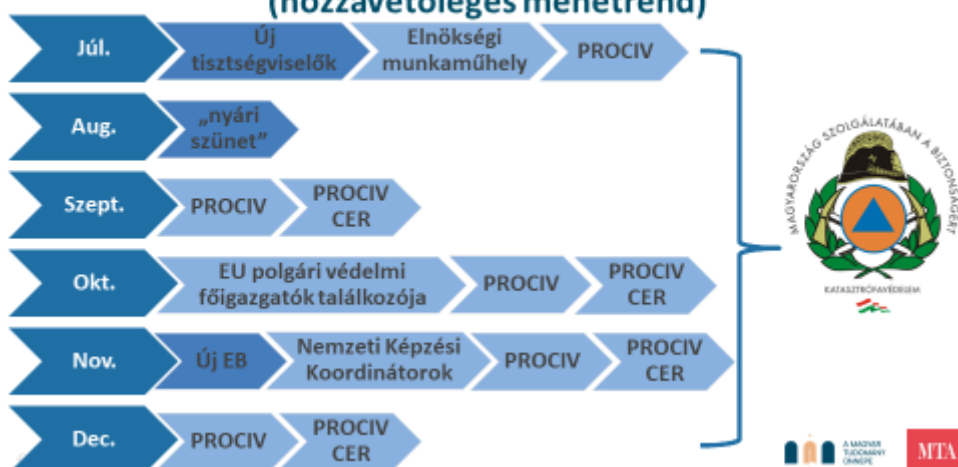 (hozzávetőleges menetrend)
Júl.
Új
tisztségviselők
Elnökségi
munkaműhely
PROCIV
Aug.
„nyári
szünet”
Szept.
PROCIV
PROCIV
CER
Okt.
EU polgári védelmi
főigazgatók találkozója
PROCIV
PROCIV
CER
Nov.
Új EB
Nemzeti Képzési
Koordinátorok
PROCIV
PROCIV
CER
Dec.
PROCIV
PROCIV
CER
MAGYARORSZÁG SZOLGÁLATÁBAN A BIZTONSÁGÉRT
KATASZTRÓFAVÉDELEM
A MAGYAR
TUDOMÁNY
ÜNNEPE
MTA